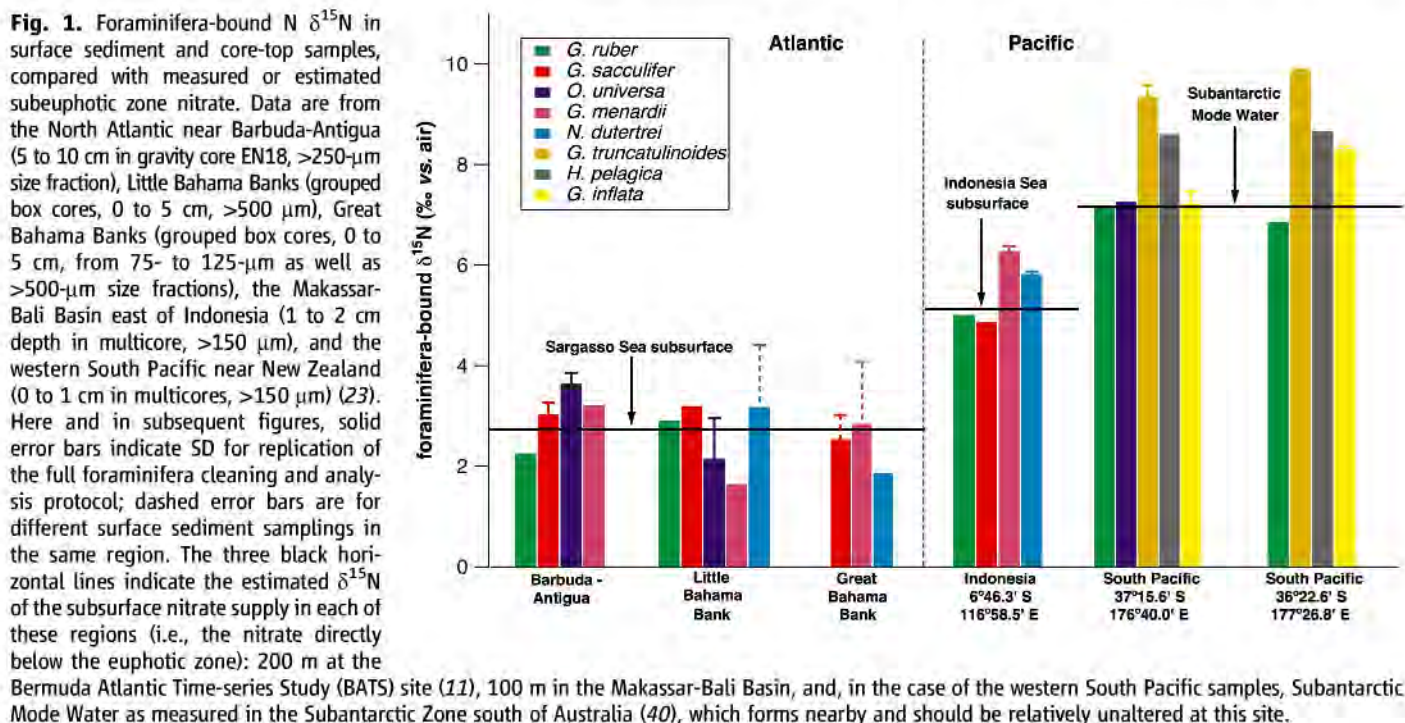 Fig. 1. Foraminifera-bound N δ¹⁵N in
surface sediment and core-top samples,
compared with measured or estimated
subeuphotic zone nitrate. Data are from
the North Atlantic near Barbuda-Antigua
(5 to 10 cm in gravity core EN18, >250-μm
size fraction), Little Bahama Banks (grouped
box cores, 0 to 5 cm, >500 μm), Great
Bahama Banks (grouped box cores, 0 to
5 cm, from 75- to 125-μm as well as
>500-μm size fractions), the Makassar-
Bali Basin east of Indonesia (1 to 2 cm
depth in multicore, >150 μm), and the
western South Pacific near New Zealand
(0 to 1 cm in multicores, >150 μm) (23).
Here and in subsequent figures, solid
error bars indicate SD for replication of
the full foraminifera cleaning and analy-
sis protocol; dashed error bars are for
different surface sediment samplings in
the same region. The three black hori-
zontal lines indicate the estimated δ¹⁵N
of the subsurface nitrate supply in each of
these regions (i.e., the nitrate directly
below the euphotic zone): 200 m at the
Bermuda Atlantic Time-series Study (BATS) site (11), 100 m in the Makassar-Bali Basin, and, in the case of the western South Pacific samples, Subantarctic
Mode Water as measured in the Subantarctic Zone south of Australia (40), which forms nearby and should be relatively unaltered at this site.
foraminifera-bound δ¹⁵N (‰ vs. air)
10
8
6
4
2
0
G. ruber
G. sacculifer
O. universa
G. menardii
N. dutertrei
G. truncatulinoides
H. pelagica
G. inflata
Atlantic
Pacific
Sargasso Sea subsurface
Indonesia Sea
subsurface
Subantarctic
Mode Water
Barbuda -
Antigua
Little
Bahama
Bank
Great
Bahama
Bank
Indonesia
6°46.3' S
116°58.5' E
South Pacific
37°15.6' S
176°40.0' E
South Pacific
36°22.6' S
177°26.8' E